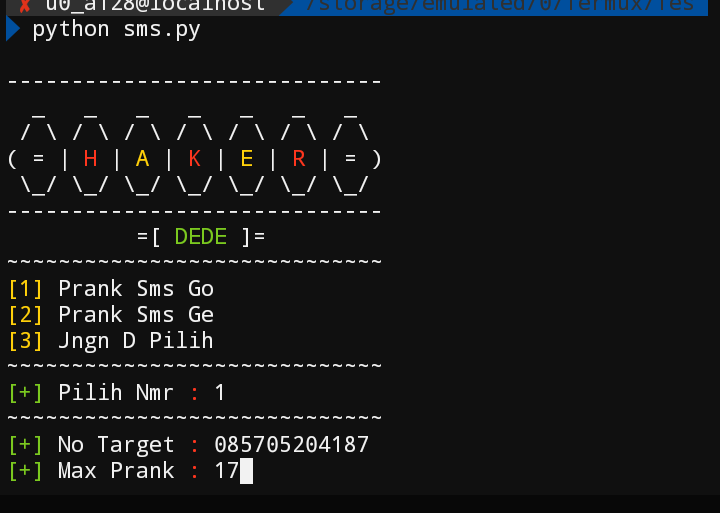 ✗ u0_a128@localhost /storage/emulated/0/Termux/Tes
python sms.py
------------------------------
( = | H | A | K | E | R | = )
------------------------------
=[ DEDE ]=
~~~~~~~~~~~~~~~~~~~~~~~~~~~~~
[1] Prank Sms Go
[2] Prank Sms Ge
[3] Jngn D Pilih
~~~~~~~~~~~~~~~~~~~~~~~~~~~~~
[+] Pilih Nmr : 1
~~~~~~~~~~~~~~~~~~~~~~~~~~~~~
[+] No Target : 085705204187
[+] Max Prank : 17